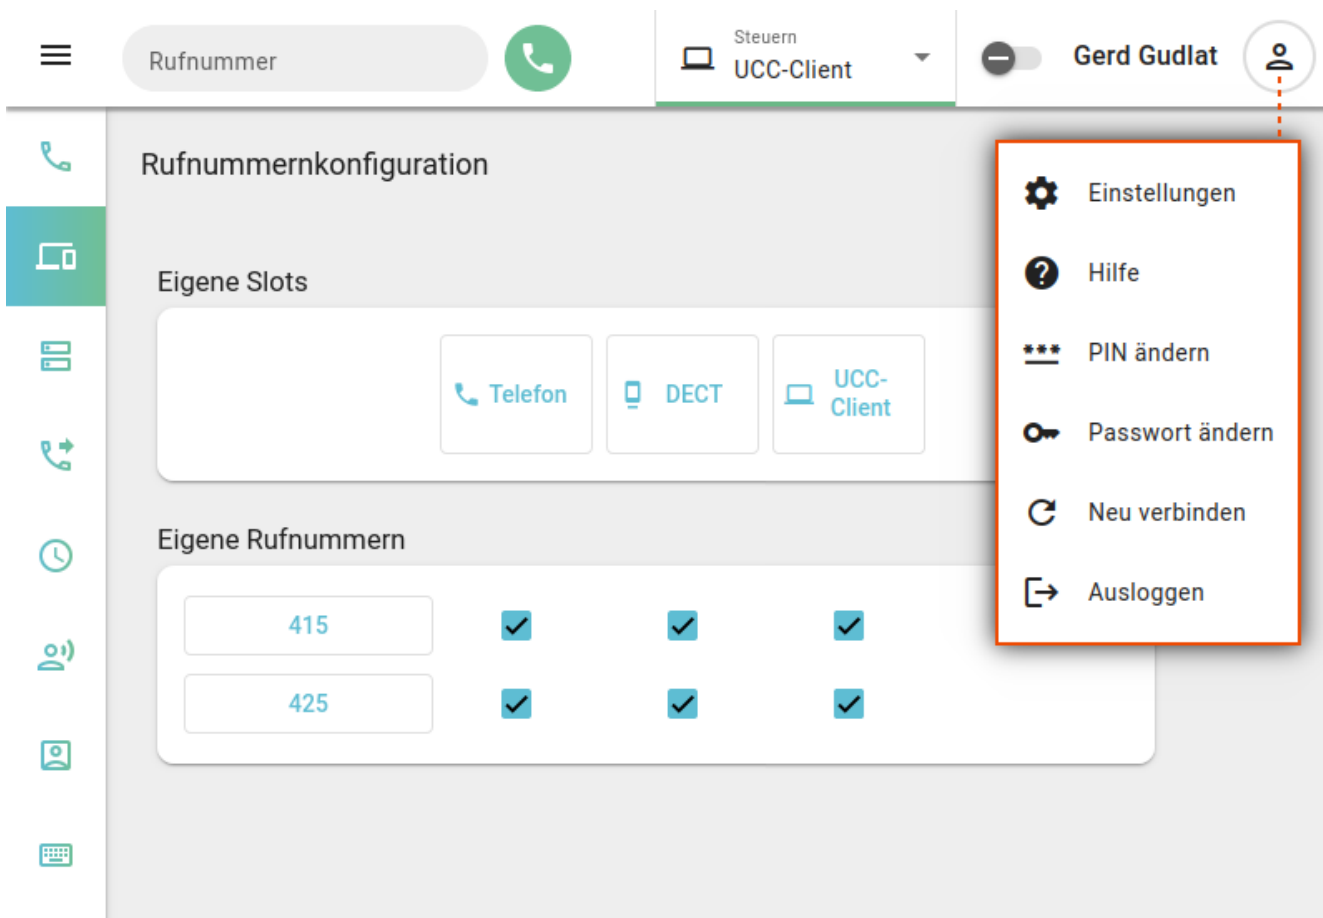 Rufnummer
Steuern
UCC-Client
Gerd Gudlat
Rufnummernkonfiguration
Eigene Slots
Telefon
DECT
UCC-
Client
Eigene Rufnummern
415
425
Einstellungen
Hilfe
PIN ändern
Passwort ändern
Neu verbinden
Ausloggen